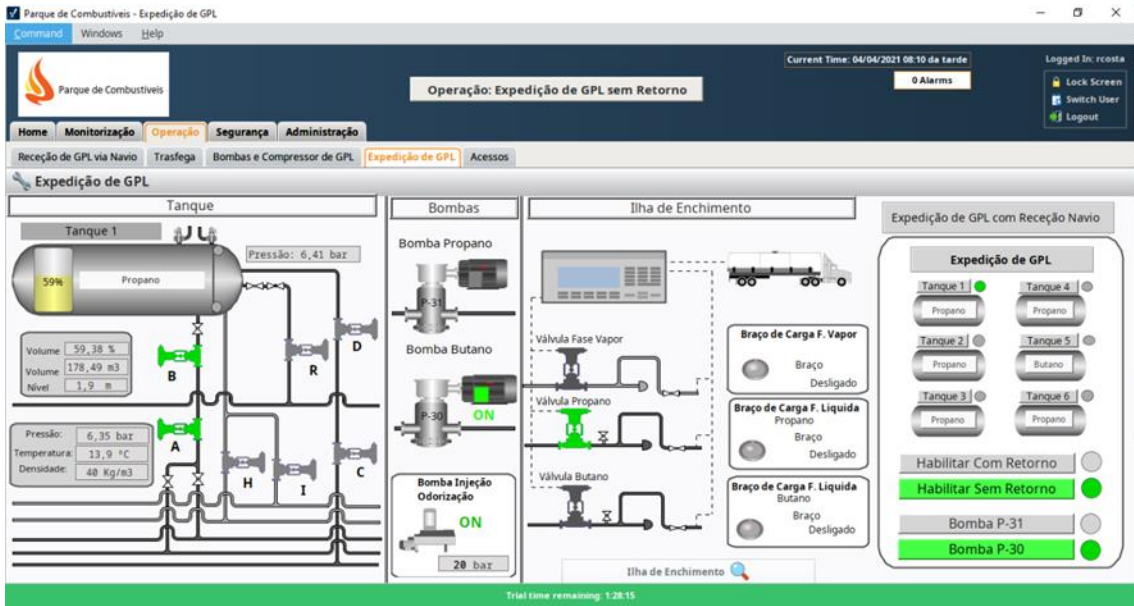 Parque de Combustíveis - Expedição de GPL
Command Windows Help
Parque de Combustíveis
Operação: Expedição de GPL sem Retorno
Current Time: 04/04/2021 08:10 da tarde
0 Alarms
Logged In: rcosta
Lock Screen
Switch User
Logout
Home Monitorização Operação Segurança Administração
Receção de GPL via Navio Trasfega Bombas e Compressor de GPL Expedição de GPL Acessos
Expedição de GPL
Tanque
Tanque 1
Pressão: 6,41 bar
59%
Propano
Volume 59,38 %
Volume 178,49 m3
Nível 1,9 m
B
R
D
Pressão: 6,35 bar
Temperatura: 13,9 °C
Densidade: 40 Kg/m3
A
H
I
C
Bombas
Bomba Propano
P-31
Bomba Butano
P-30
ON
Bomba Injeção
Odorização
ON
20 bar
Ilha de Enchimento
Válvula Fase Vapor
Válvula Propano
Válvula Butano
Braço de Carga F. Vapor
Braço
Desligado
Braço de Carga F. Liquida
Propano
Braço
Desligado
Braço de Carga F. Liquida
Butano
Braço
Desligado
Ilha de Enchimento
Expedição de GPL com Receção Navio
Expedição de GPL
Tanque 1 Tanque 4
Propano Propano
Tanque 2 Tanque 5
Propano Butano
Tanque 3 Tanque 6
Propano Propano
Habilitar Com Retorno
Habilitar Sem Retorno
Bomba P-31
Bomba P-30
Trial time remaining: 1:28:15